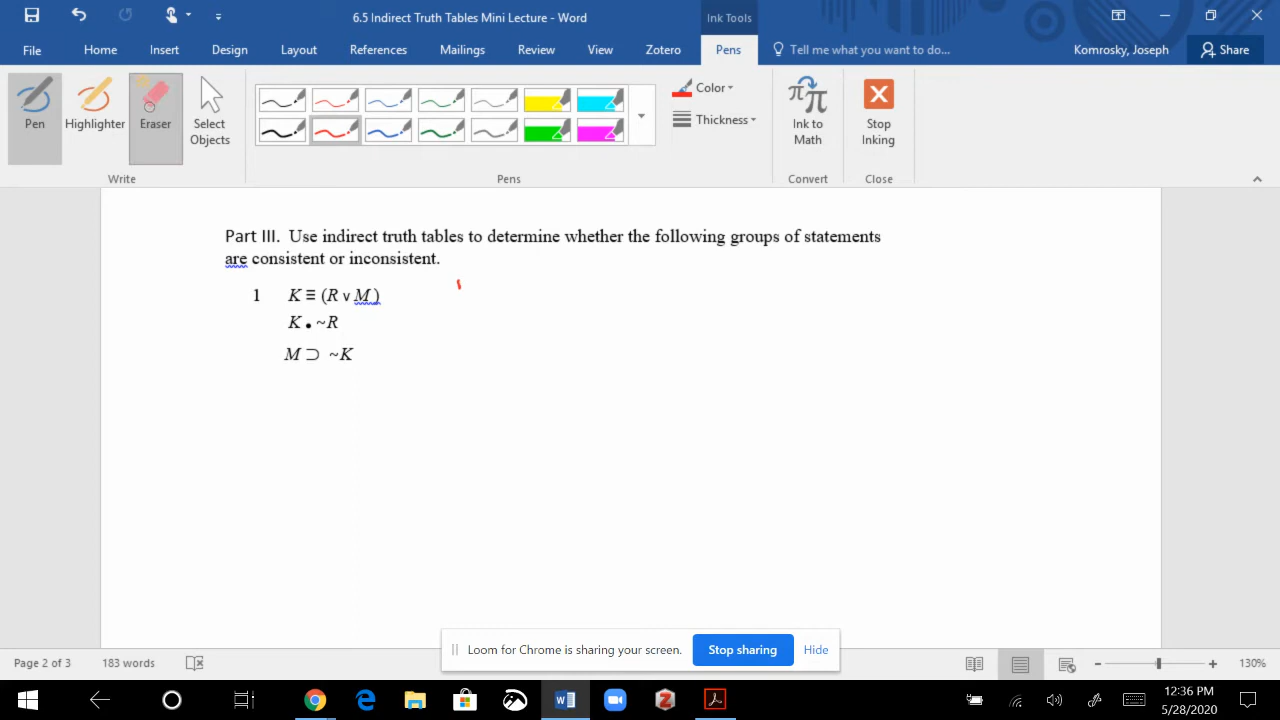 6.5 Indirect Truth Tables Mini Lecture - Word
Ink Tools
File
Home
Insert
Design
Layout
References
Mailings
Review
View
Zotero
Pens
Tell me what you want to do...
Komrosky, Joseph
Share
Pen
Highlighter
Eraser
Select
Objects
Color
Thickness
Ink to
Math
Stop
Inking
Write
Pens
Convert
Close
Part III. Use indirect truth tables to determine whether the following groups of statements
are consistent or inconsistent.
1 K ≡ (R v M )
K • ~R
M ⊃ ~K
Loom for Chrome is sharing your screen.
Stop sharing
Hide
Page 2 of 3
183 words
130%
12:36 PM
5/28/2020